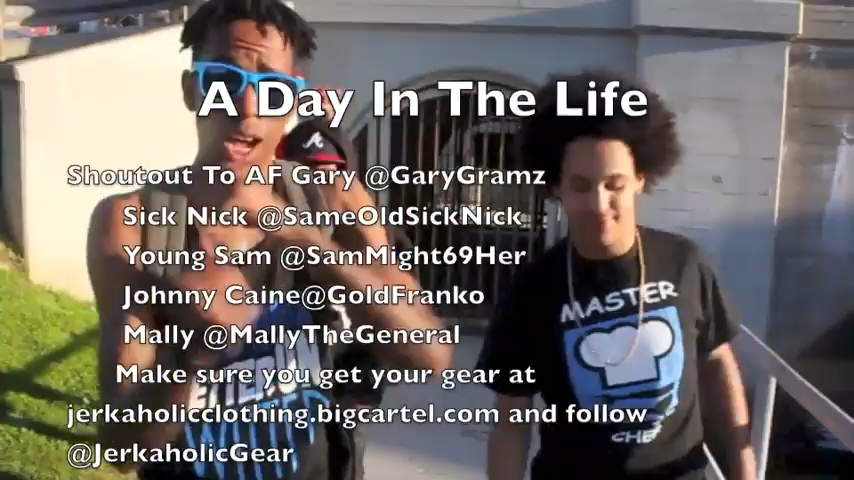 A Day In The Life
Shoutout To AF Gary @GaryGramz
Sick Nick @SameOldSickNick
Young Sam @SamMight69Her
Johnny Caine@GoldFranko
Mally @MallyTheGeneral
Make sure you get your gear at
jerkaholicclothing.bigcartel.com and follow
@JerkaholicGear
A
MASTER
CHEF